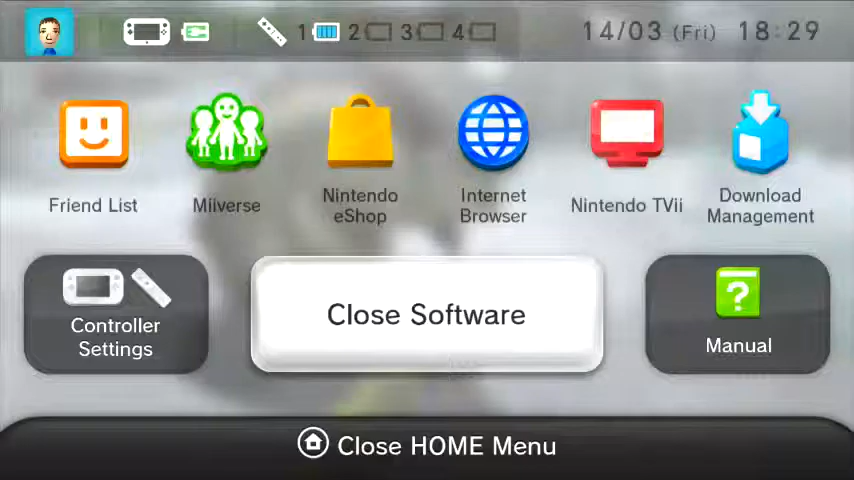 1 2 3 4 14/03 (Fri) 18:29
Friend List
Miiverse
Nintendo
eShop
Internet
Browser
Nintendo TVii
Download
Management
Controller
Settings
Close Software
?
Manual
Close HOME Menu